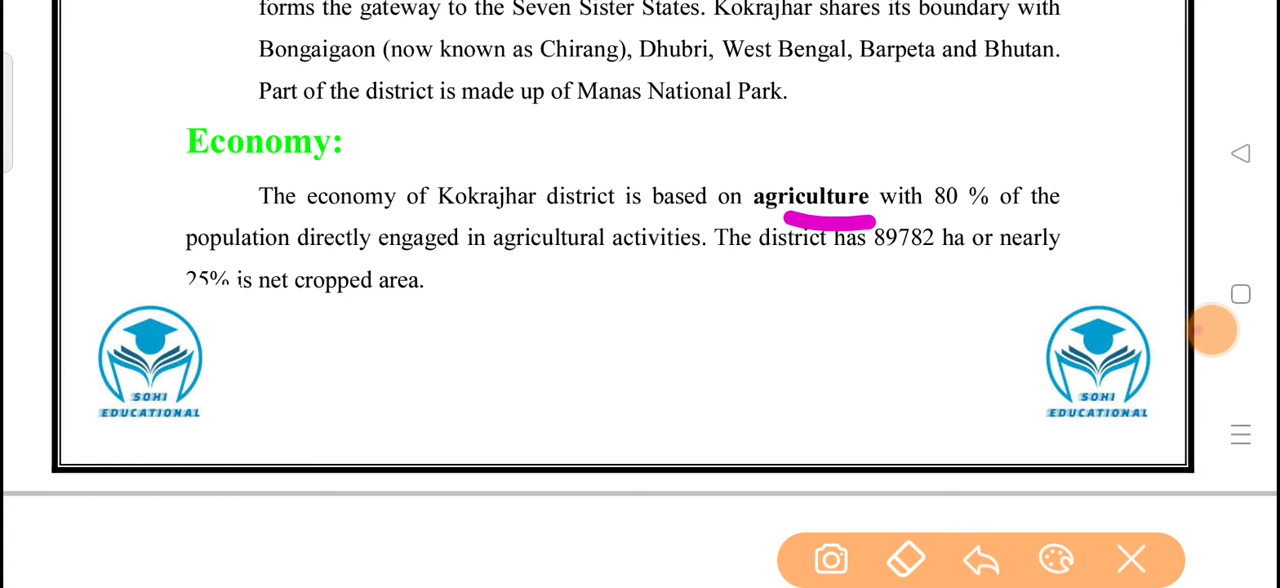 forms the gateway to the Seven Sister States. Kokrajhar shares its boundary with
Bongaigaon (now known as Chirang), Dhubri, West Bengal, Barpeta and Bhutan.
Part of the district is made up of Manas National Park.
Economy:
The economy of Kokrajhar district is based on agriculture with 80 % of the
population directly engaged in agricultural activities. The district has 89782 ha or nearly
25% is net cropped area.
SOHI
EDUCATIONAL
SOHI
EDUCATIONAL